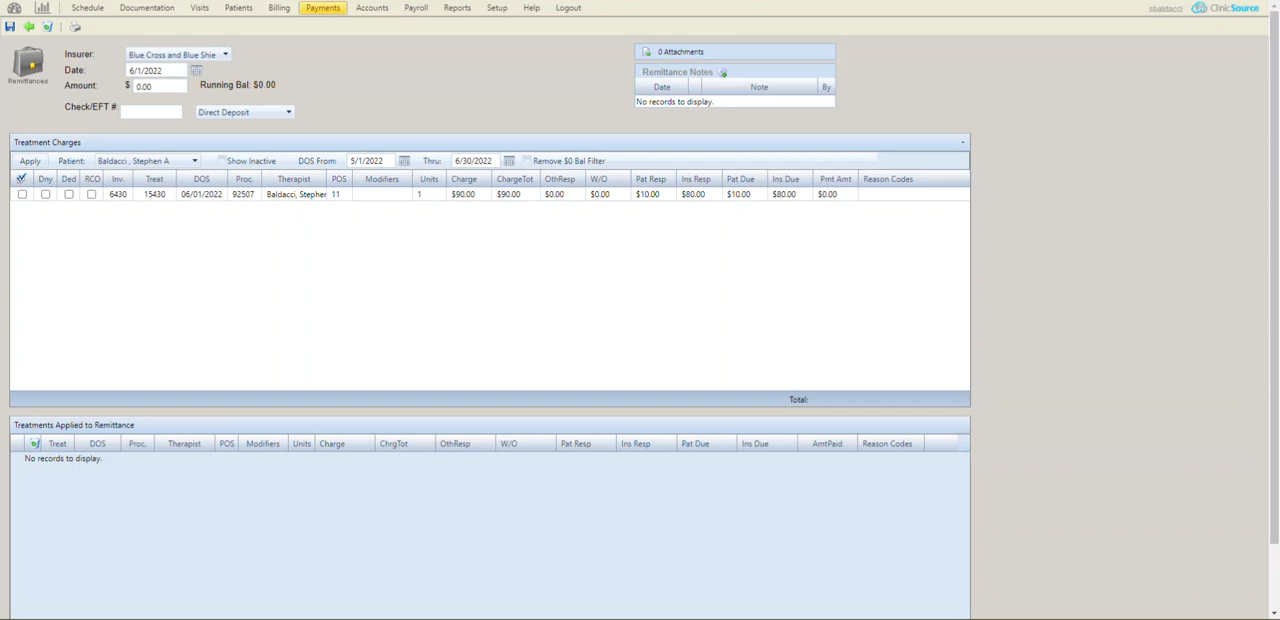 Schedule Documentation Visits Patients Billing Payments Accounts Payroll Reports Setup Help Logout sbaldacci ClinicSource
Remittances
Insurer: Blue Cross and Blue Shie
Date: 6/1/2022
Amount: $ 0.00 Running Bal: $0.00
Check/EFT #: Direct Deposit
0 Attachments
Remittance Notes
Date Note By
No records to display.
Treatment Charges
Apply Patient: Baldacci , Stephen A Show Inactive DOS From: 5/1/2022 Thru: 6/30/2022 Remove $0 Bal Filter
Dny Ded RCO Inv. Treat DOS Proc. Therapist POS Modifiers Units Charge ChargeTot OthResp W/O Pat Resp Ins Resp Pat Due Ins Due Pmt Amt Reason Codes
6430 15430 06/01/2022 92507 Baldacci, Stepher 11 1 $90.00 $90.00 $0.00 $0.00 $10.00 $80.00 $10.00 $80.00 $0.00
Total:
Treatments Applied to Remittance
Treat DOS Proc. Therapist POS Modifiers Units Charge ChrgTot OthResp W/O Pat Resp Ins Resp Pat Due Ins Due AmtPaid Reason Codes
No records to display.